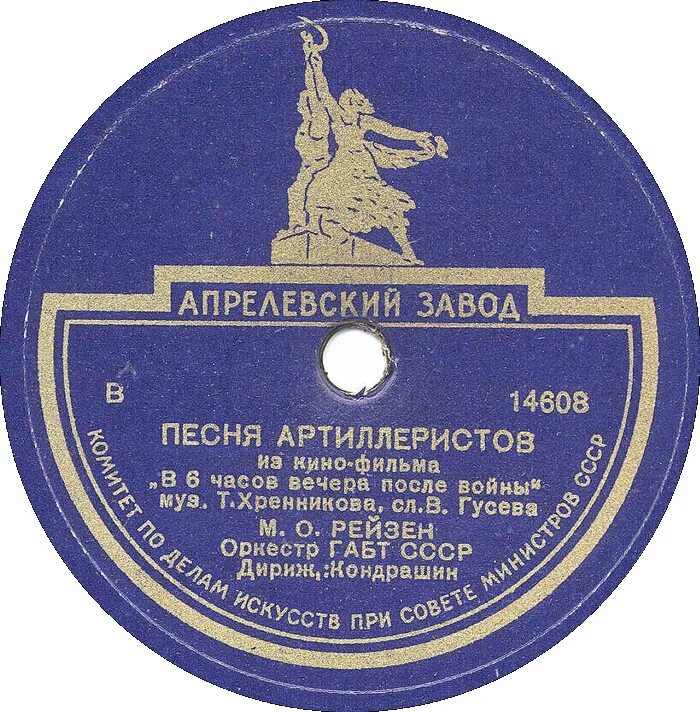 АПРЕЛЕВСКИЙ ЗАВОД
В 14608
ПЕСНЯ АРТИЛЛЕРИСТОВ
из кино-фильма
„В 6 часов вечера после войны"
муз. Т.Хренникова, сл.В. Гусева
М. О. РЕЙЗЕН
Оркестр ГАБТ СССР
Дириж,:Кондрашин
КОМИТЕТ ПО ДЕЛАМ ИСКУССТВ ПРИ СОВЕТЕ МИНИСТРОВ СССР